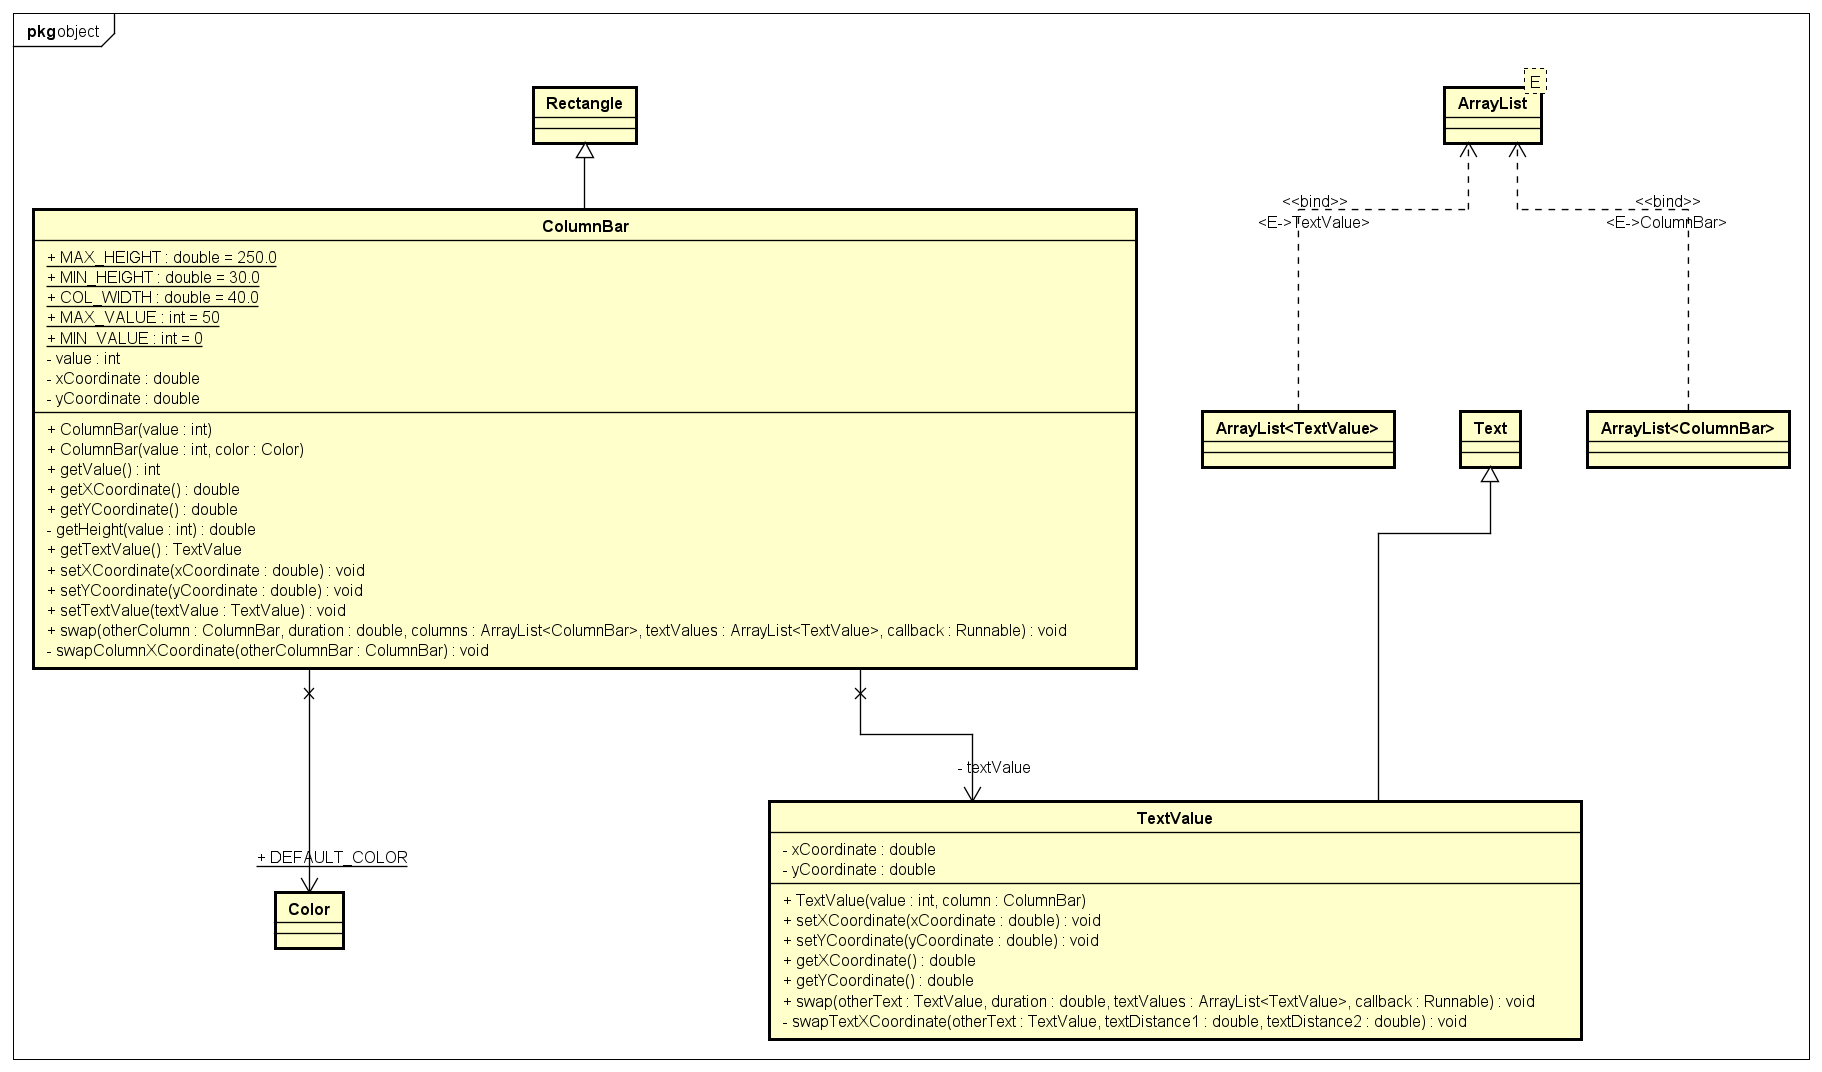 pkg object
Rectangle
E
ArrayList
<<bind>>
<E->TextValue>
<<bind>>
<E->ColumnBar>
ColumnBar
+ MAX_HEIGHT : double = 250.0
+ MIN_HEIGHT : double = 30.0
+ COL_WIDTH : double = 40.0
+ MAX_VALUE : int = 50
+ MIN_VALUE : int = 0
- value : int
- xCoordinate : double
- yCoordinate : double
+ ColumnBar(value : int)
+ ColumnBar(value : int, color : Color)
+ getValue() : int
+ getXCoordinate() : double
+ getYCoordinate() : double
- getHeight(value : int) : double
+ getTextValue() : TextValue
+ setXCoordinate(xCoordinate : double) : void
+ setYCoordinate(yCoordinate : double) : void
+ setTextValue(textValue : TextValue) : void
+ swap(otherColumn : ColumnBar, duration : double, columns : ArrayList<ColumnBar>, textValues : ArrayList<TextValue>, callback : Runnable) : void
- swapColumnXCoordinate(otherColumnBar : ColumnBar) : void
ArrayList<TextValue>
Text
ArrayList<ColumnBar>
- textValue
+ DEFAULT_COLOR
Color
TextValue
- xCoordinate : double
- yCoordinate : double
+ TextValue(value : int, column : ColumnBar)
+ setXCoordinate(xCoordinate : double) : void
+ setYCoordinate(yCoordinate : double) : void
+ getXCoordinate() : double
+ getYCoordinate() : double
+ swap(otherText : TextValue, duration : double, textValues : ArrayList<TextValue>, callback : Runnable) : void
- swapTextXCoordinate(otherText : TextValue, textDistance1 : double, textDistance2 : double) : void